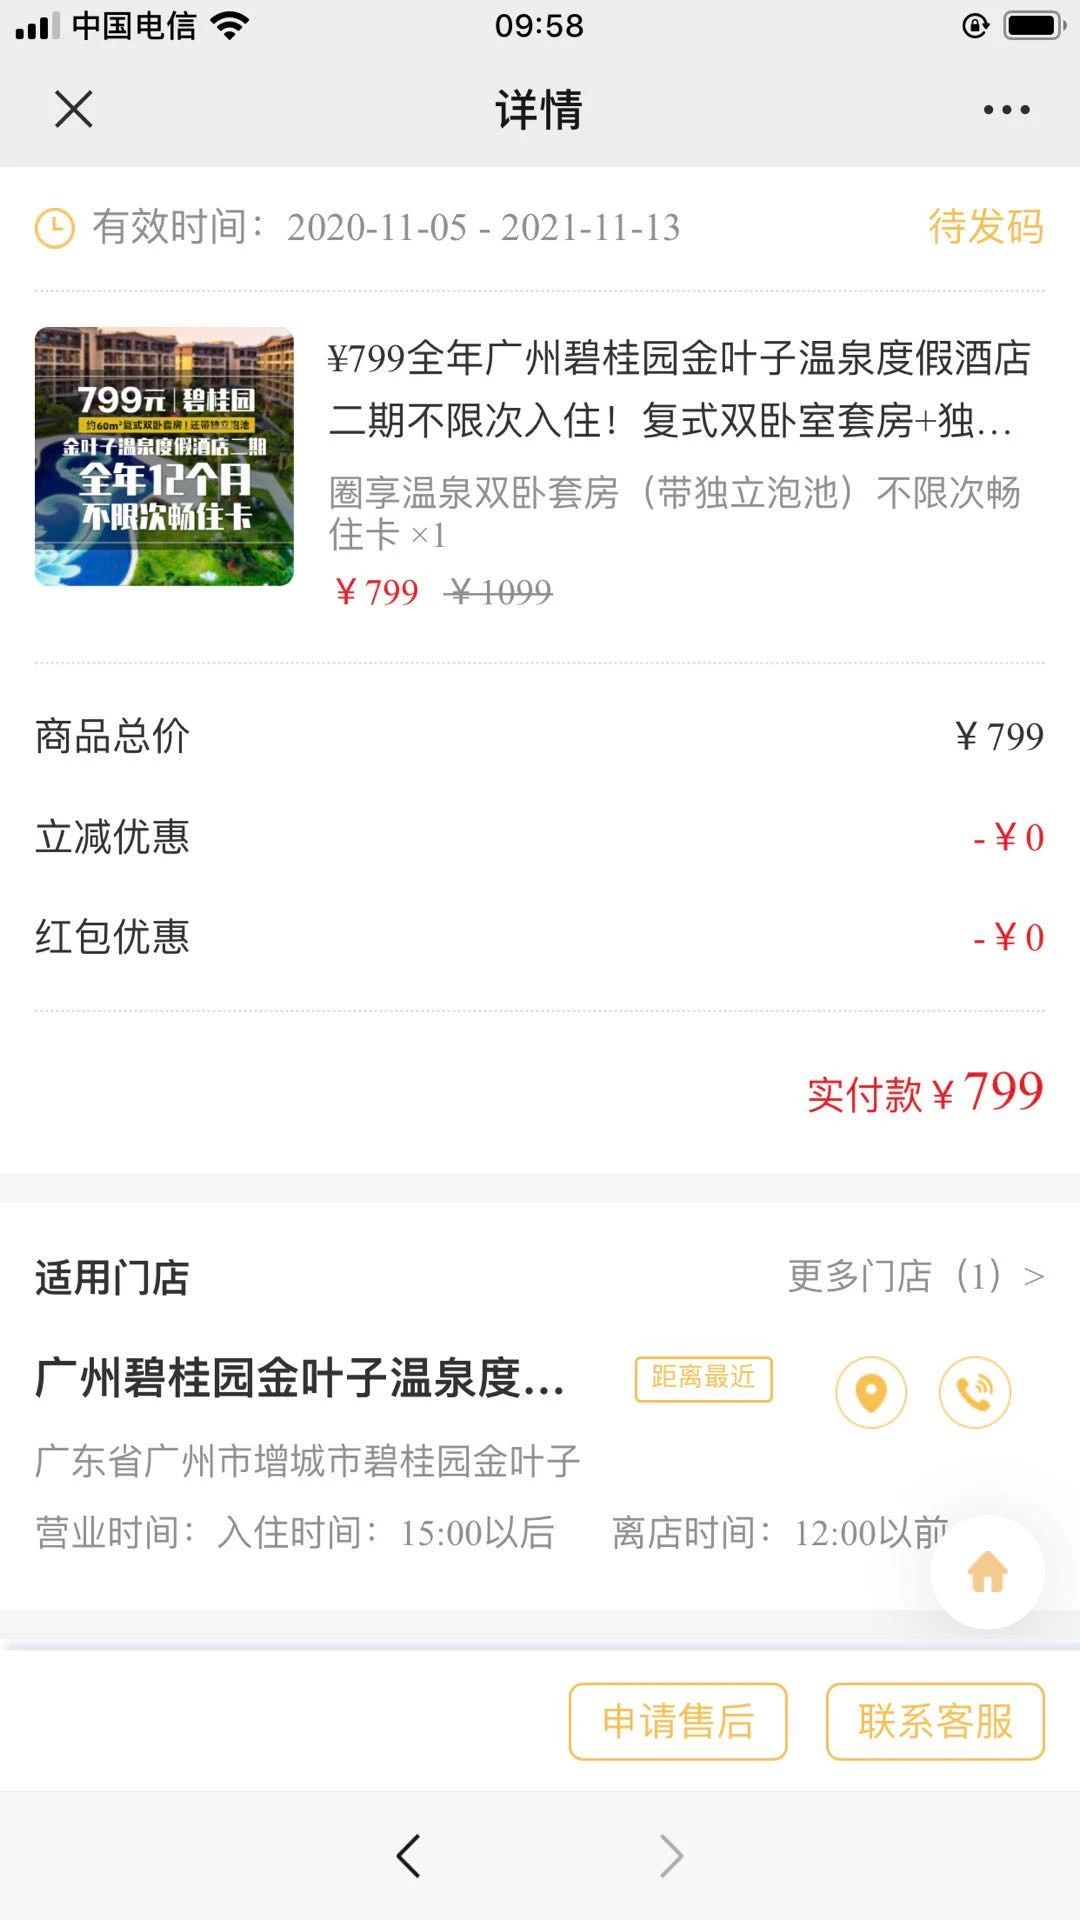 中国电信
09:58
详情
有效时间：2020-11-05 - 2021-11-13
待发码
799元|碧桂园
约60m²复式双卧套房！还带独立泡池
金叶子温泉度假酒店二期
全年12个月
不限次畅住卡
¥799全年广州碧桂园金叶子温泉度假酒店
二期不限次入住！复式双卧室套房+独...
圈享温泉双卧套房（带独立泡池）不限次畅
住卡 ×1
¥ 799 ¥ 1099
商品总价 ¥ 799
立减优惠 - ¥ 0
红包优惠 - ¥ 0
实付款 ¥ 799
适用门店 更多门店（1）>
广州碧桂园金叶子温泉度... 距离最近
广东省广州市增城市碧桂园金叶子
营业时间：入住时间：15:00以后 离店时间：12:00以前
申请售后 联系客服